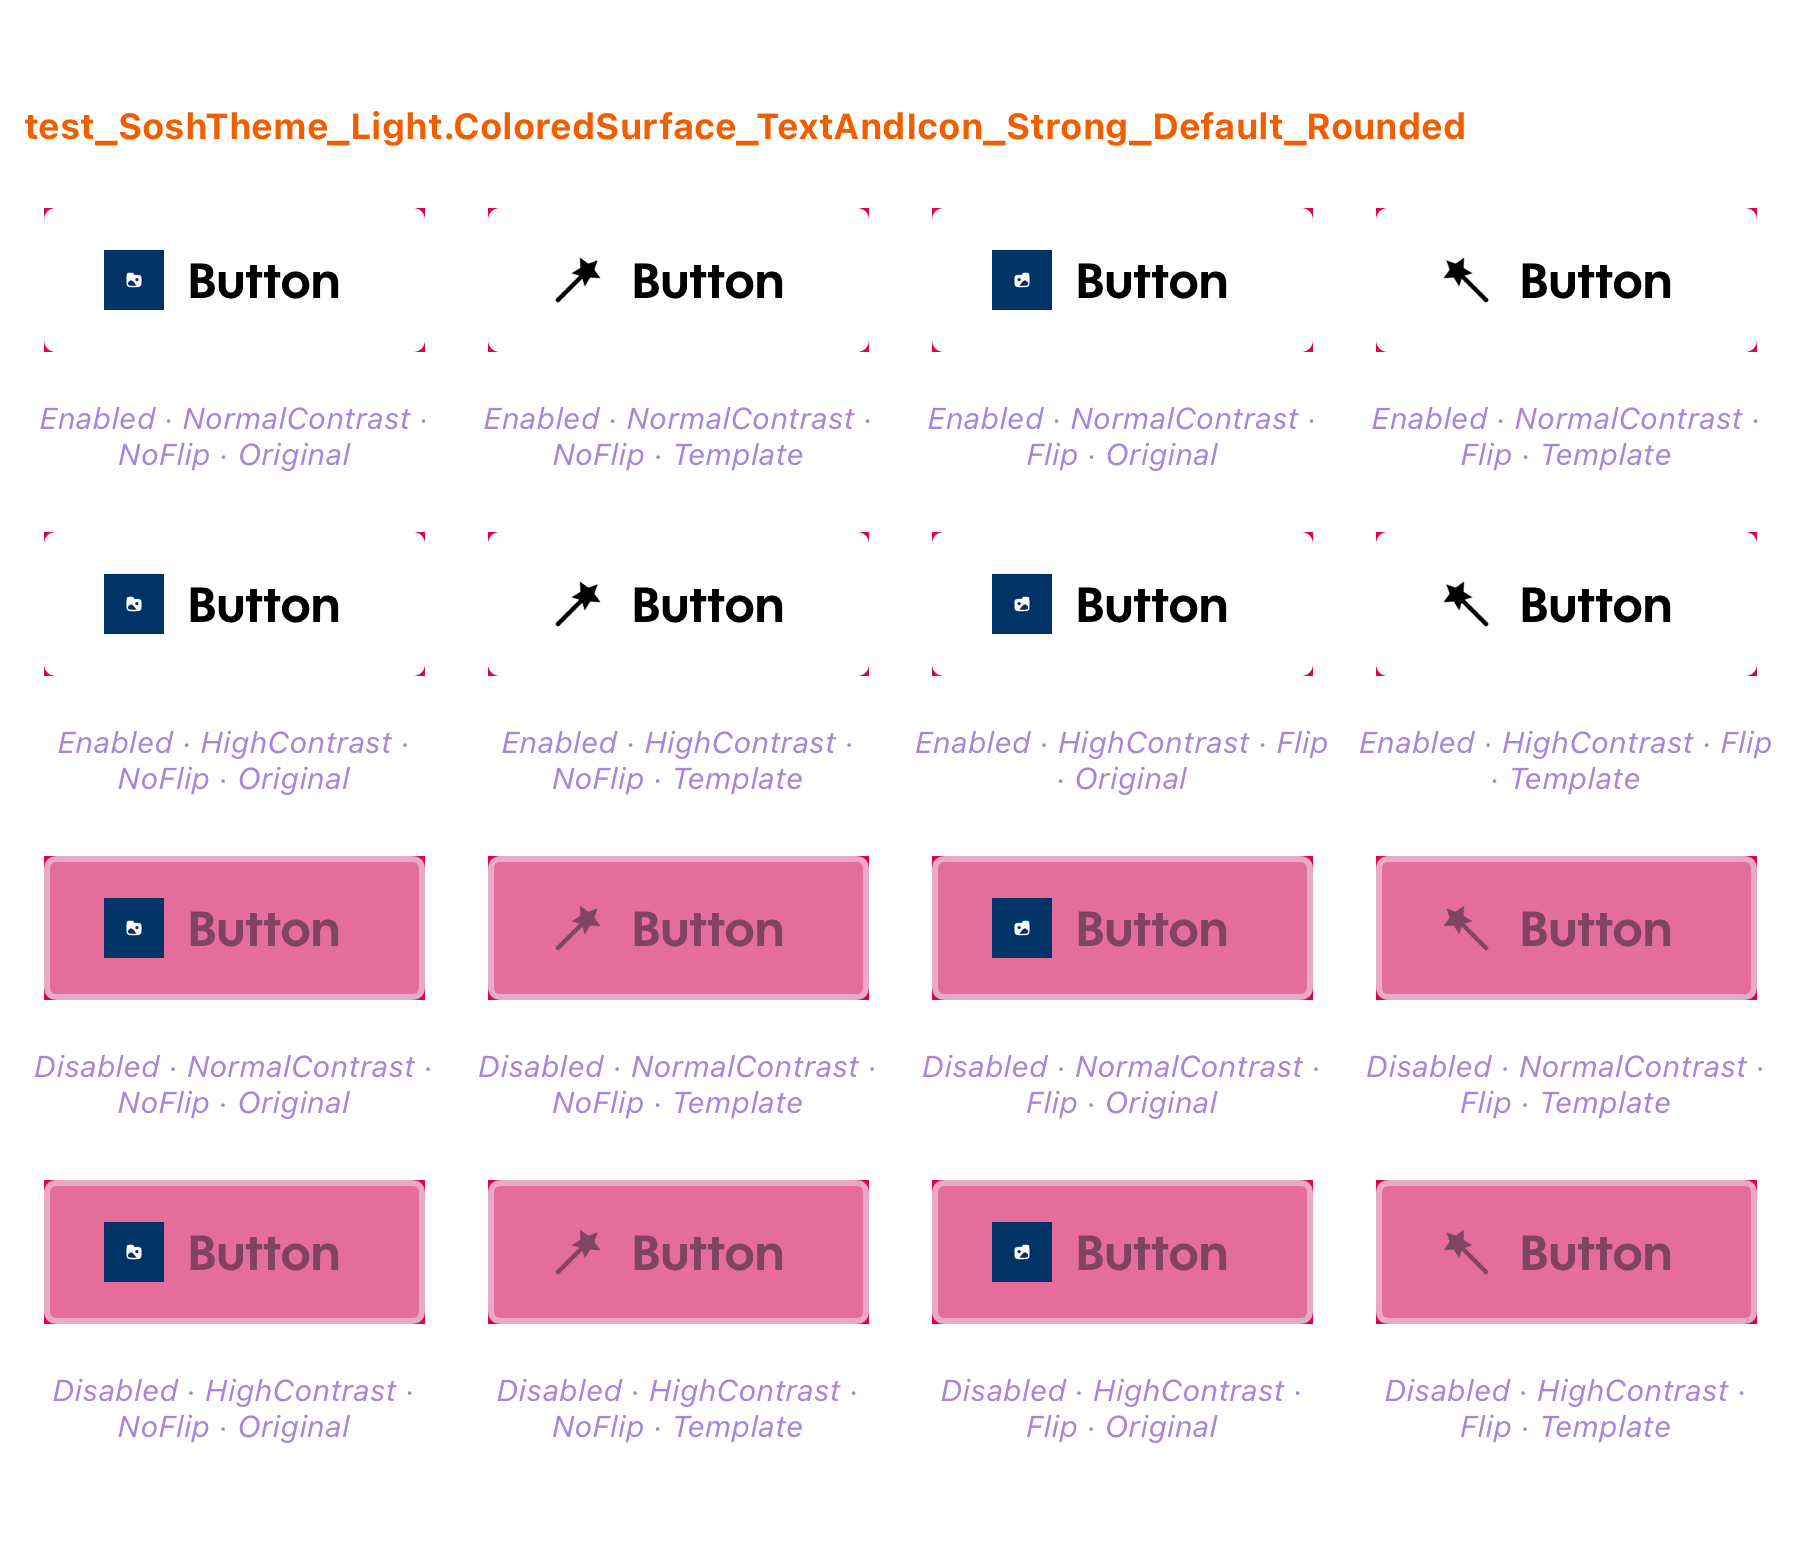 test_SoshTheme_Light.ColoredSurface_TextAndIcon_Strong_Default_Rounded
Button Button Button Button
Enabled · NormalContrast · Enabled · NormalContrast · Enabled · NormalContrast · Enabled · NormalContrast ·
NoFlip · Original NoFlip · Template Flip · Original Flip · Template
Button Button Button Button
Enabled · HighContrast · Enabled · HighContrast · Enabled · HighContrast · Flip Enabled · HighContrast · Flip
NoFlip · Original NoFlip · Template · Original · Template
Button Button Button Button
Disabled · NormalContrast · Disabled · NormalContrast · Disabled · NormalContrast · Disabled · NormalContrast ·
NoFlip · Original NoFlip · Template Flip · Original Flip · Template
Button Button Button Button
Disabled · HighContrast · Disabled · HighContrast · Disabled · HighContrast · Disabled · HighContrast ·
NoFlip · Original NoFlip · Template Flip · Original Flip · Template